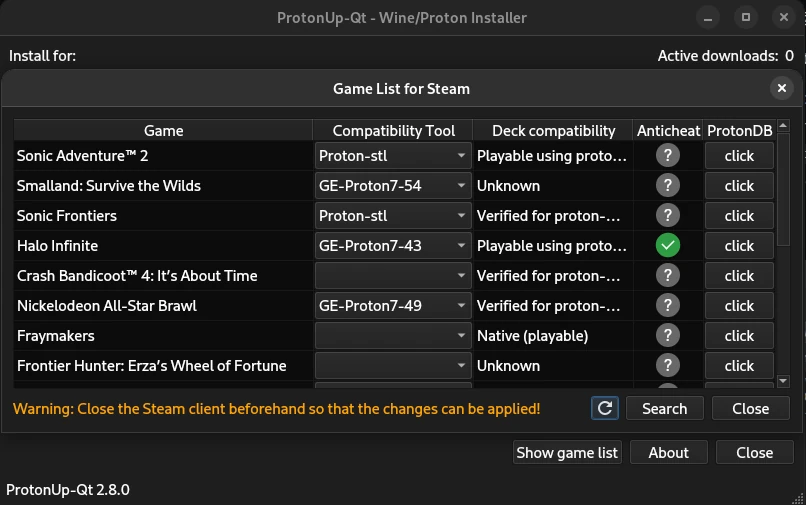 ProtonUp-Qt - Wine/Proton Installer
Install for:
Active downloads: 0
Game List for Steam
Game Compatibility Tool Deck compatibility Anticheat ProtonDB
Sonic Adventure™ 2 Proton-stl Playable using proto... ? click
Smalland: Survive the Wilds GE-Proton7-54 Unknown ? click
Sonic Frontiers Proton-stl Verified for proton-... ? click
Halo Infinite GE-Proton7-43 Playable using proto... click
Crash Bandicoot™ 4: It's About Time Verified for proton-... ? click
Nickelodeon All-Star Brawl GE-Proton7-49 Verified for proton-... ? click
Fraymakers Native (playable) ? click
Frontier Hunter: Erza's Wheel of Fortune Unknown ? click
Warning: Close the Steam client beforehand so that the changes can be applied! Search Close
Show game list About Close
ProtonUp-Qt 2.8.0